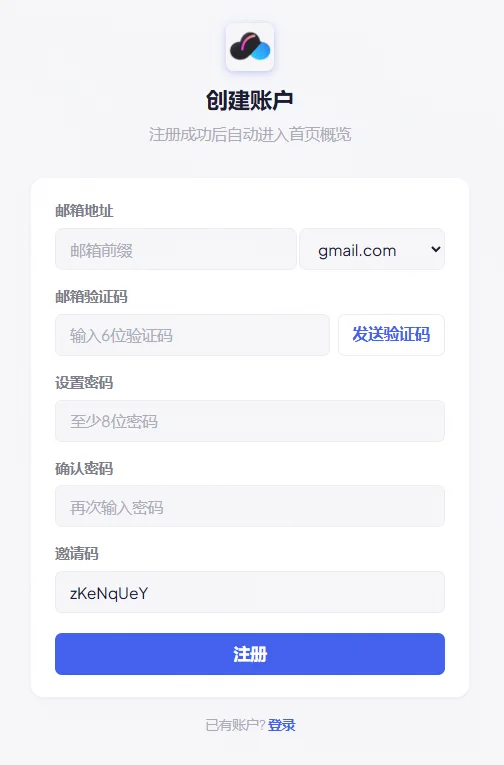 创建账户
注册成功后自动进入首页概览
邮箱地址
邮箱前缀 gmail.com
邮箱验证码
输入6位验证码 发送验证码
设置密码
至少8位密码
确认密码
再次输入密码
邀请码
zKeNqUeY
注册
已有账户? 登录